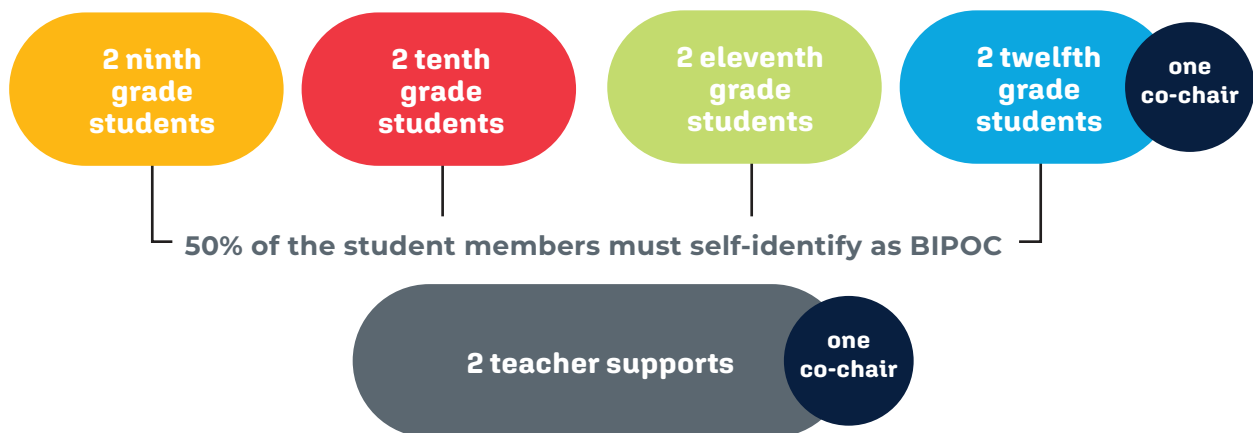 2 ninth
grade
students
2 tenth
grade
students
2 eleventh
grade
students
2 twelfth
grade
students
one
co-chair
50% of the student members must self-identify as BIPOC
2 teacher supports
one
co-chair